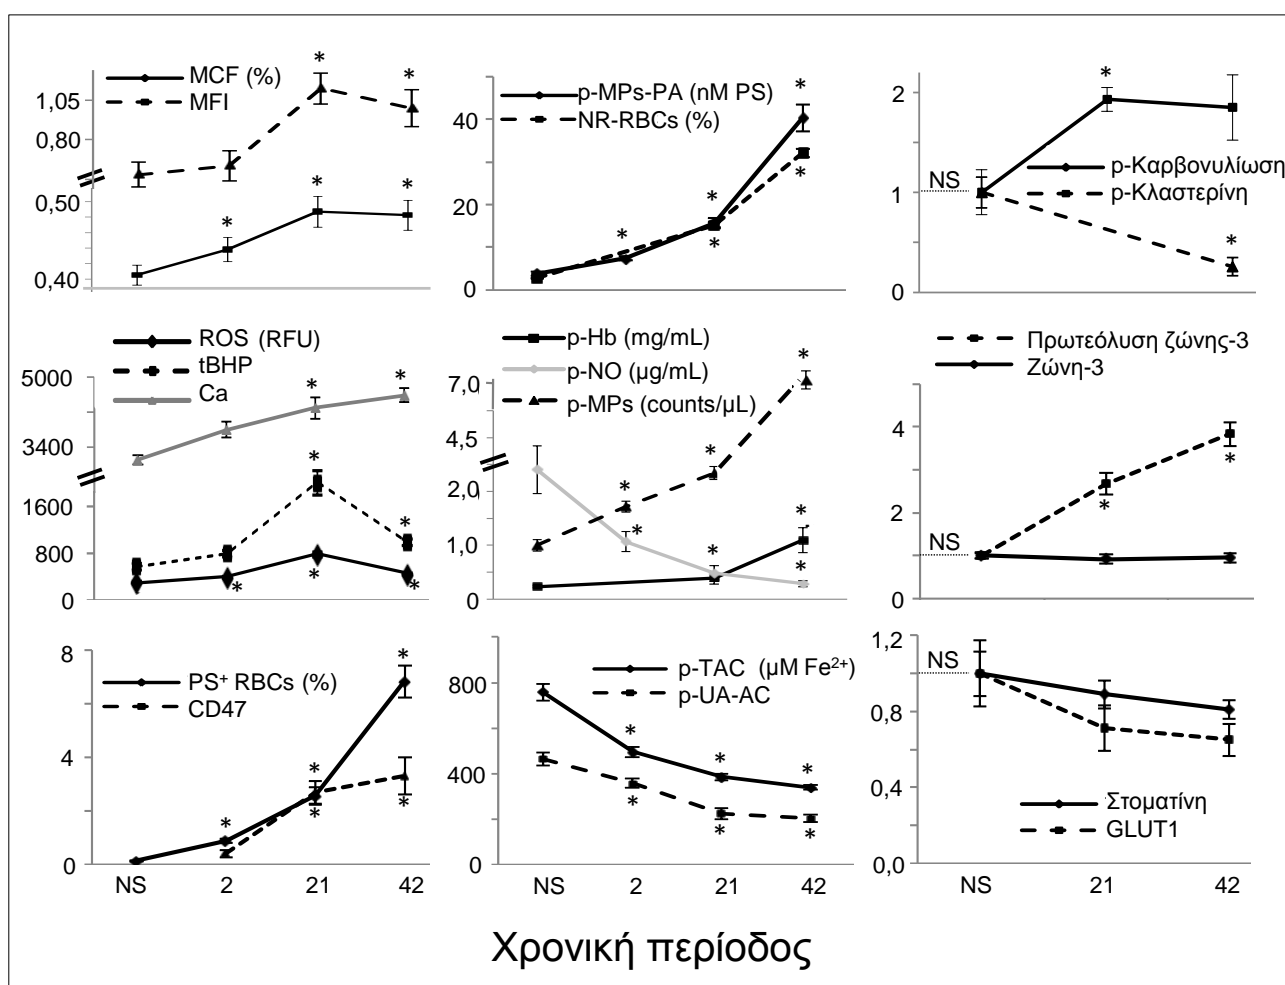 MCF (%)
MFI
1,05
0,80
0,50
0,40
*
*
*
*
*
p-MPs-PA (nM PS)
NR-RBCs (%)
40
20
0
*
*
*
*
*
p-Καρβονυλίωση
p-Κλαστερίνη
2
1
0
NS
*
*
ROS (RFU)
tBHP
Ca
5000
3400
1600
800
0
*
*
*
*
*
*
*
p-Hb (mg/mL)
p-NO (μg/mL)
p-MPs (counts/μL)
7,0
4,5
2,0
1,0
0
*
*
*
*
*
*
*
Πρωτεόλυση ζώνης-3
Ζώνη-3
4
2
0
NS
*
*
PS⁺ RBCs (%)
CD47
8
4
0
*
*
*
*
*
NS 2 21 42
p-TAC (μM Fe²⁺)
p-UA-AC
800
400
0
*
*
*
*
*
*
NS 2 21 42
1,2
0,8
0,4
0,0
NS
Στοματίνη
GLUT1
NS 21 42
Χρονική περίοδος